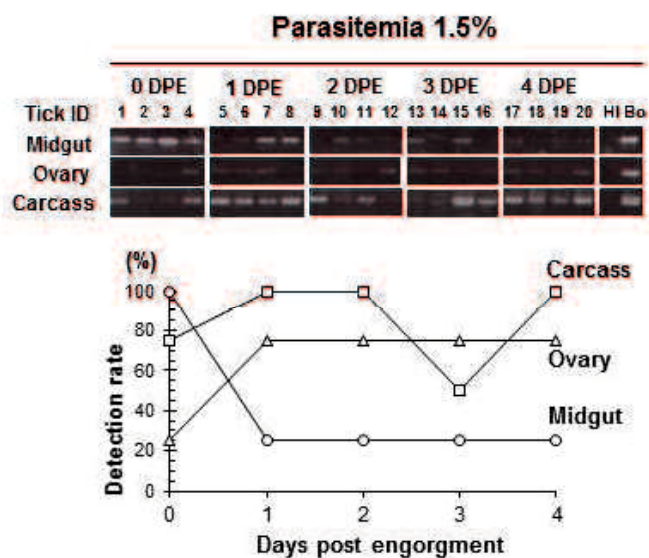 Parasitemia 1.5%
0 DPE 1 DPE 2 DPE 3 DPE 4 DPE
Tick ID 1 2 3 4 5 6 7 8 9 10 11 12 13 14 15 16 17 18 19 20 HI Bo
Midgut
Ovary
Carcass
(%)
100
80
60
40
20
0
Detection rate
Carcass
Ovary
Midgut
0 1 2 3 4
Days post engorgment